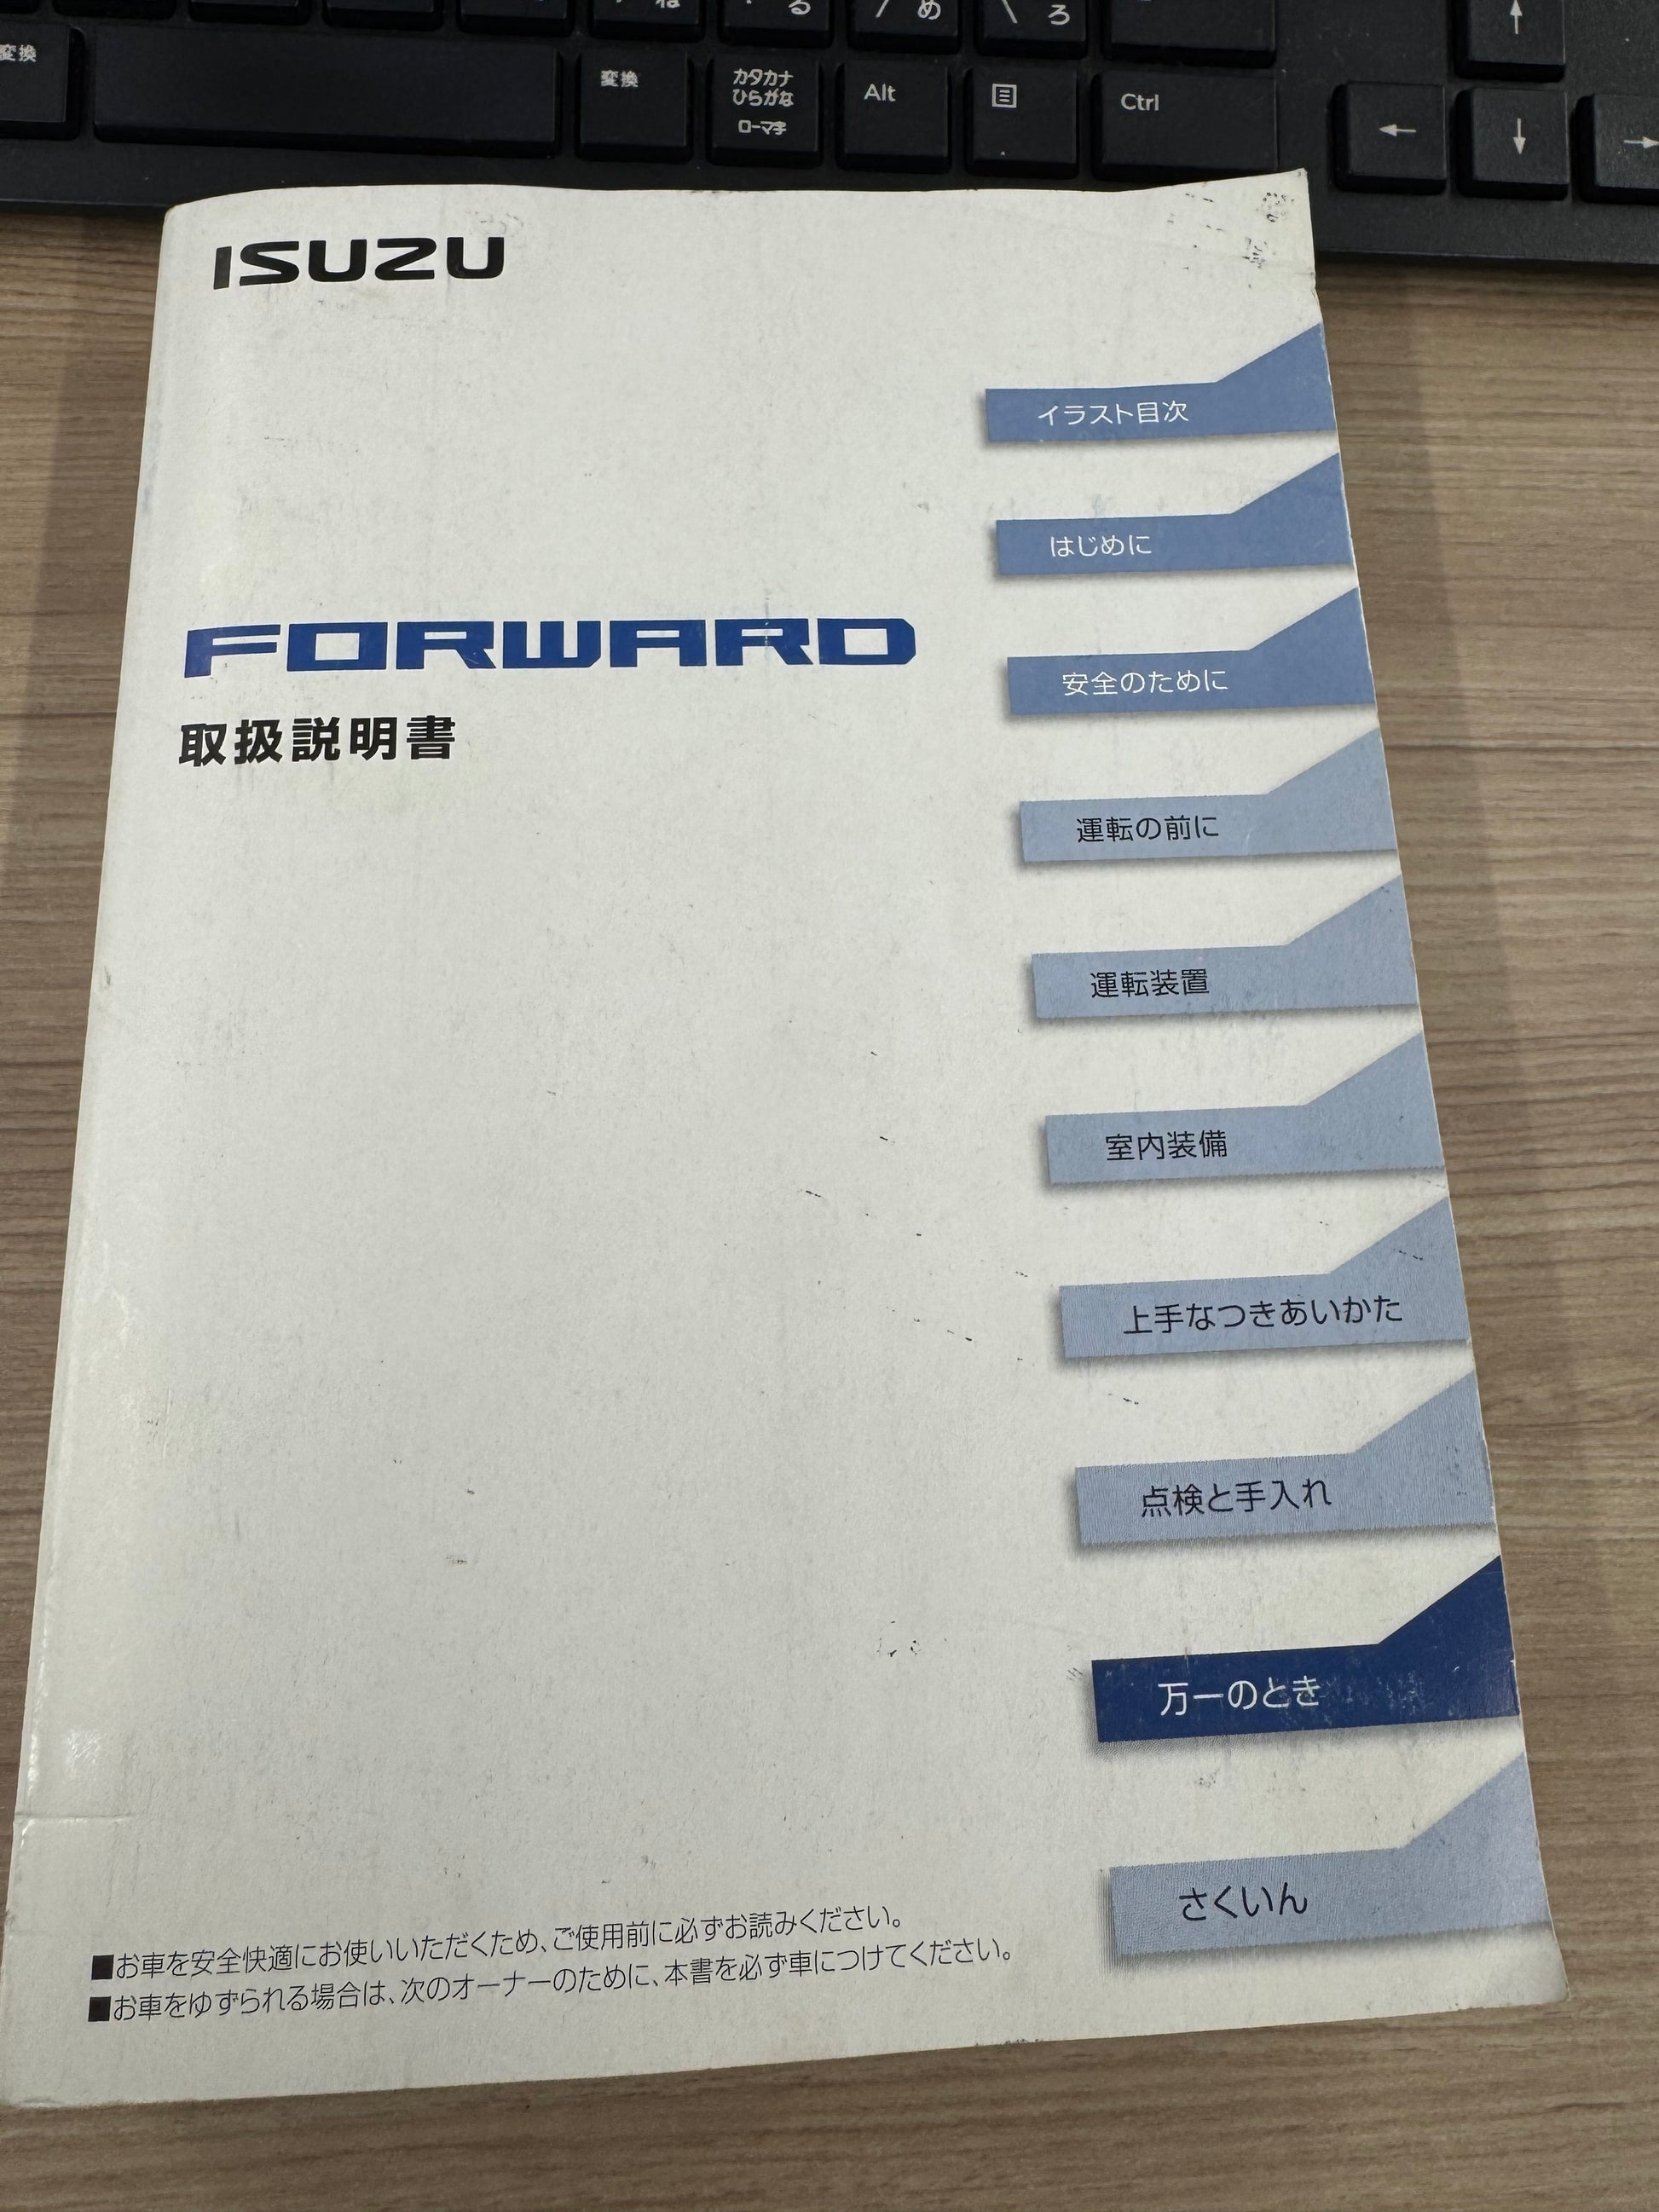 変換
変換
カタカナ
ひらがな
ローマ字
Alt
Ctrl
ね
る
め
ろ
ISUZU
FORWARD
取扱説明書
イラスト目次
はじめに
安全のために
運転の前に
運転装置
室内装備
上手なつきあいかた
点検と手入れ
万一のとき
さくいん
■お車を安全快適にお使いいただくため、ご使用前に必ずお読みください。
■お車をゆずられる場合は、次のオーナーのために、本書を必ず車につけてください。